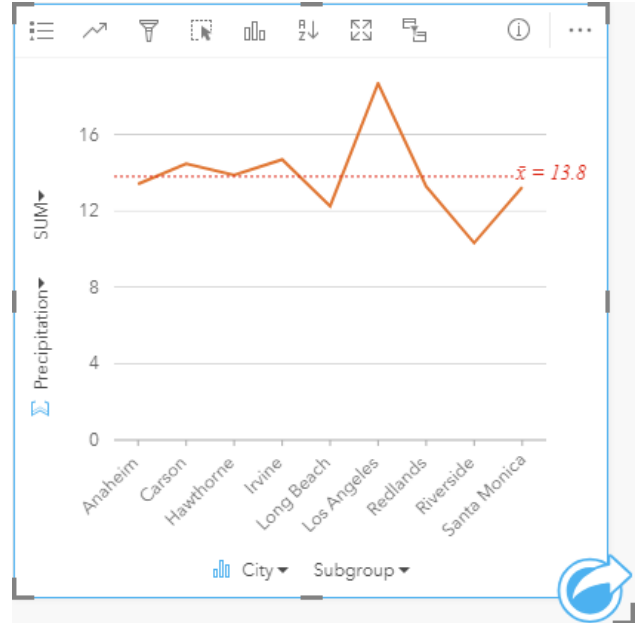 A
Z
16
x̄ = 13.8
12
SUM
8
Precipitation
4
0
Anaheim
Carson
Hawthorne
Irvine
Long Beach
Los Angeles
Redlands
Riverside
Santa Monica
City
Subgroup